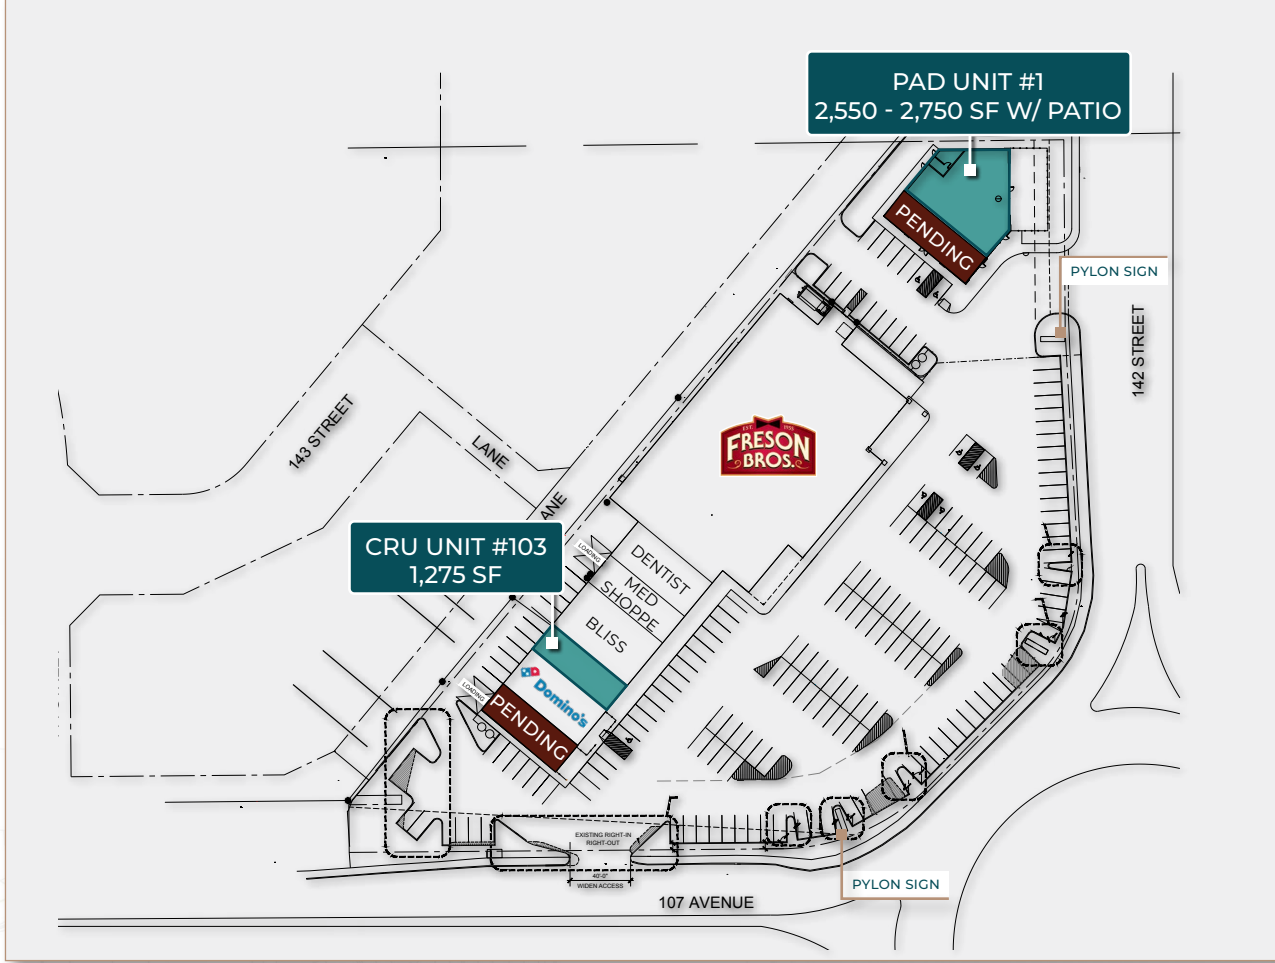 PAD UNIT #1
2,550 - 2,750 SF W/ PATIO
PENDING
PYLON SIGN
142 STREET
143 STREET
LANE
ANE
EST. 1955
FRESON
BROS.
CRU UNIT #103
1,275 SF
LOADING
DENTIST
MED
SHOPPE
BLISS
Domino's
LOADING
PENDING
EXISTING RIGHT-IN
RIGHT-OUT
40'-0"
WIDEN ACCESS
107 AVENUE
PYLON SIGN